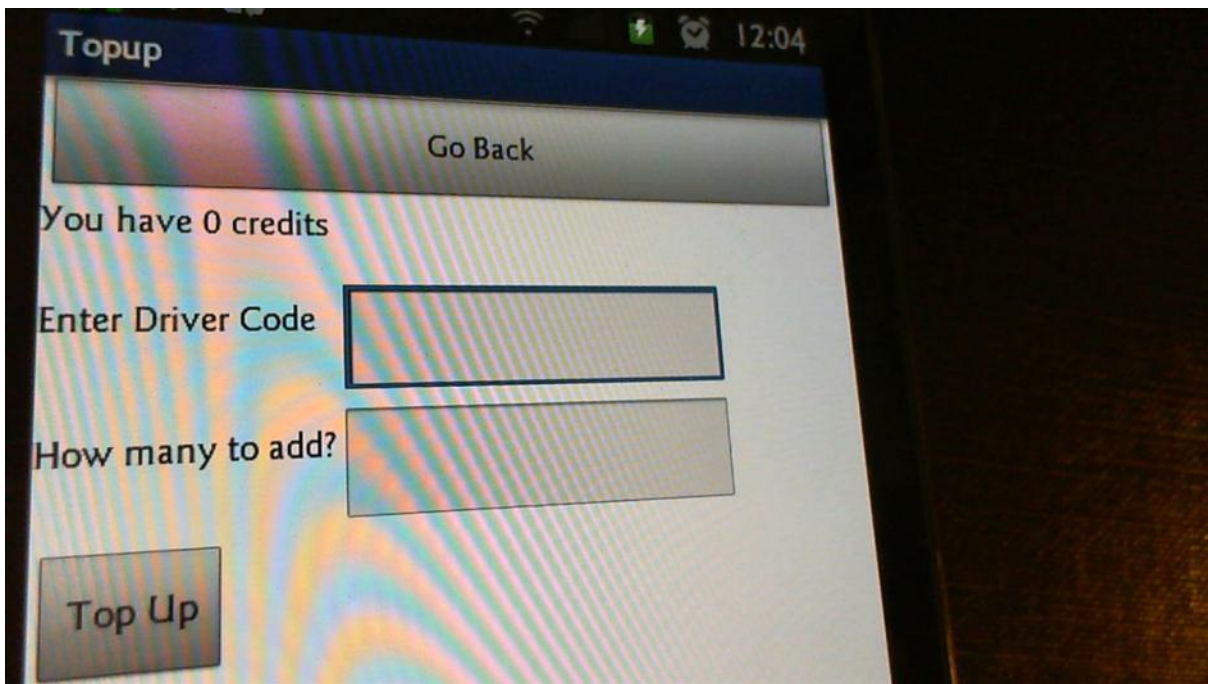 12:04
Topup
Go Back
You have 0 credits
Enter Driver Code
How many to add?
Top Up